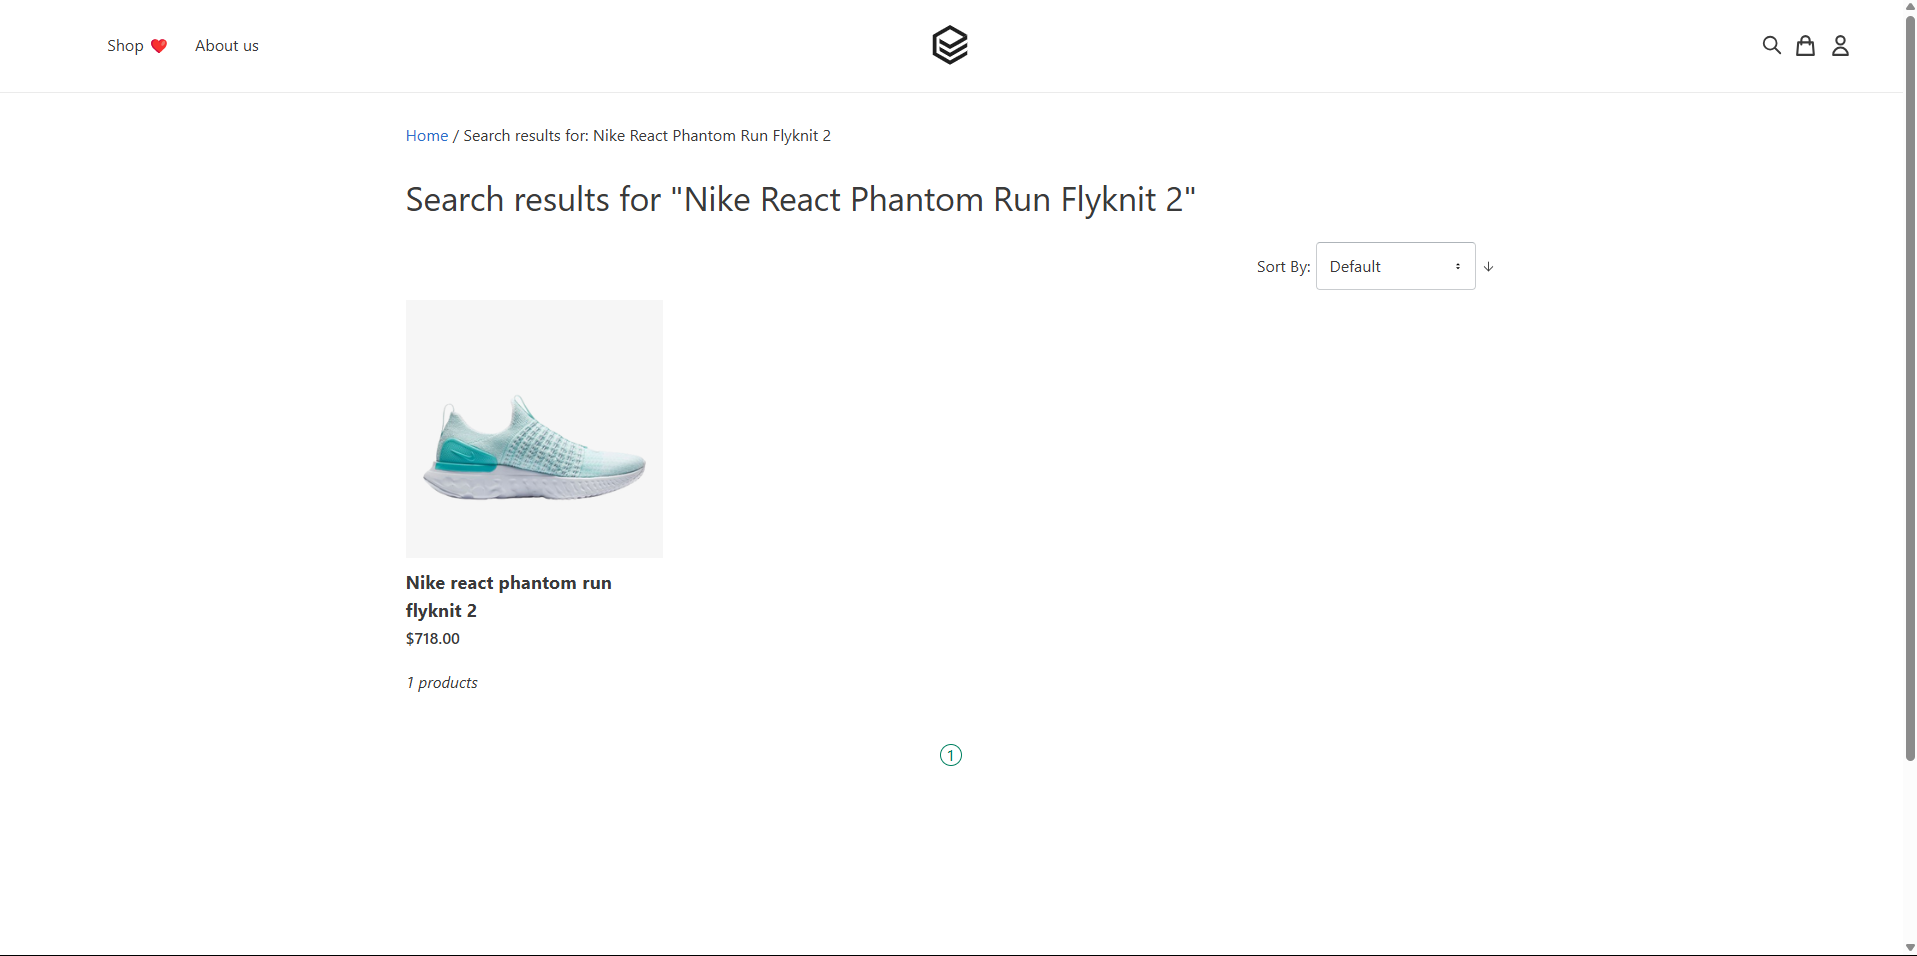 Shop ❤️ About us
Home / Search results for: Nike React Phantom Run Flyknit 2
Search results for "Nike React Phantom Run Flyknit 2"
Sort By: Default
Nike react phantom run
flyknit 2
$718.00
1 products
1